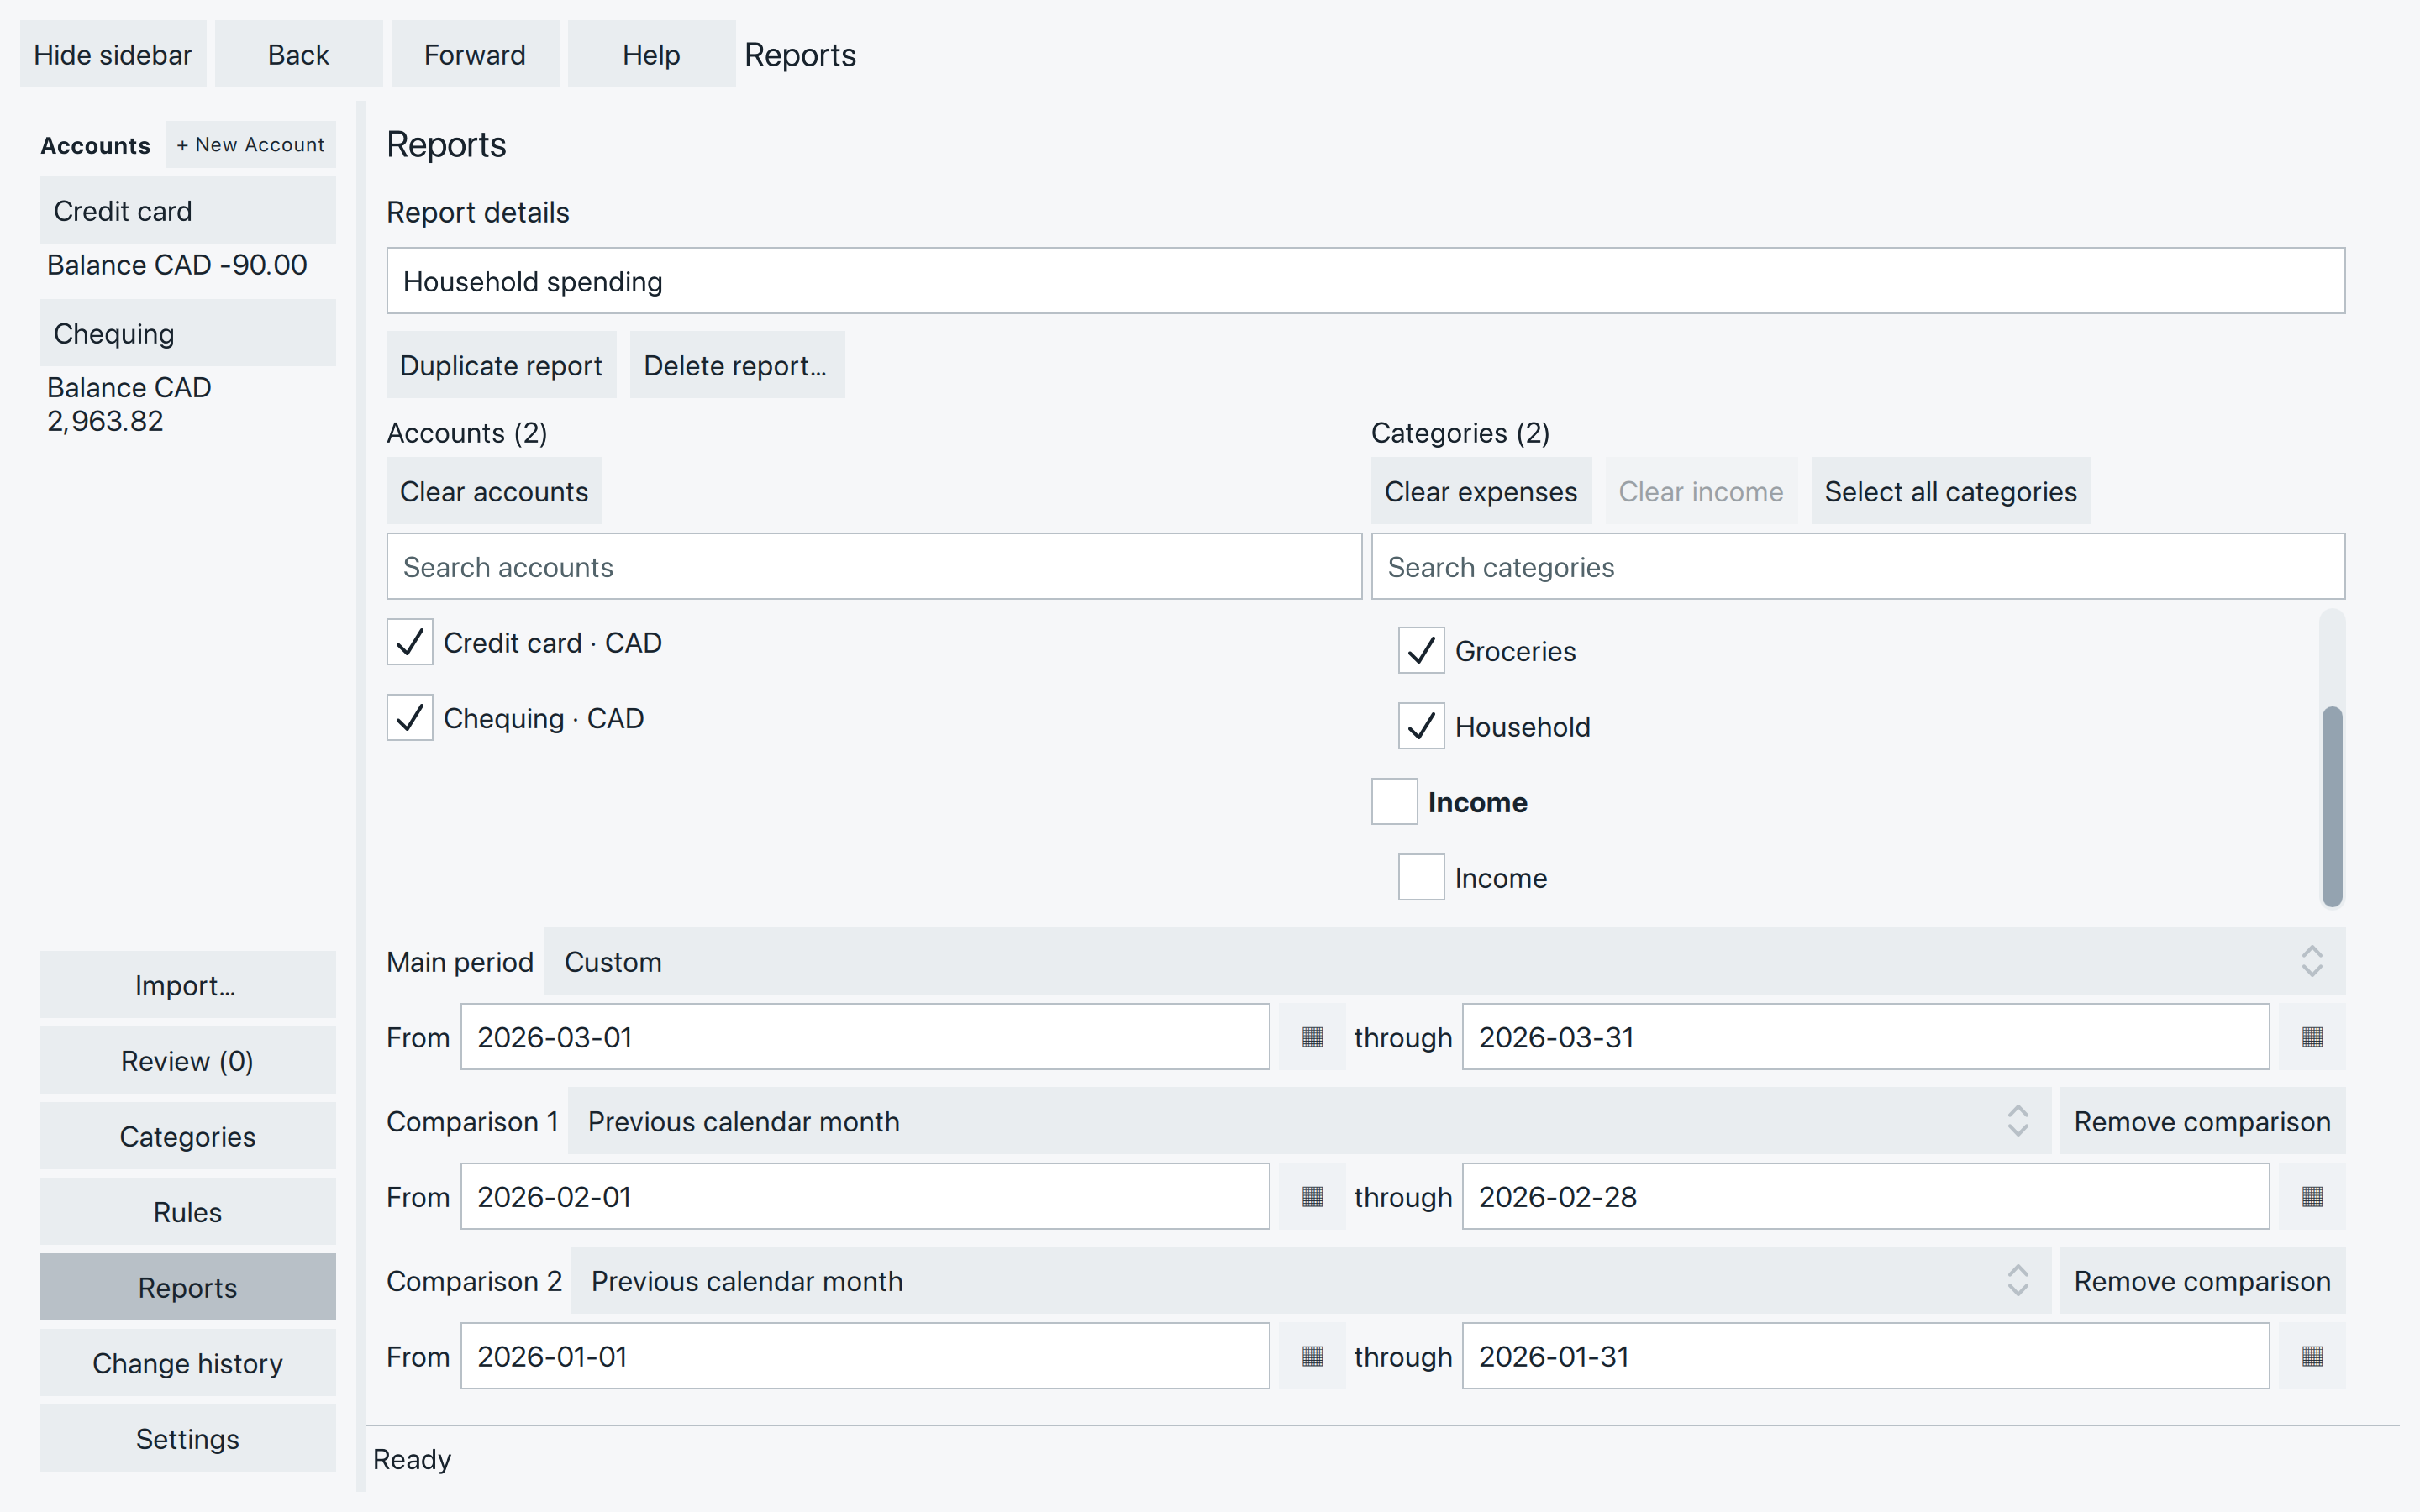 Hide sidebar Back Forward Help Reports
Accounts + New Account
Credit card
Balance CAD -90.00
Chequing
Balance CAD
2,963.82
Import...
Review (0)
Categories
Rules
Reports
Change history
Settings
Reports
Report details
Household spending
Duplicate report Delete report...
Accounts (2)
Clear accounts
Search accounts
Credit card · CAD
Chequing · CAD
Categories (2)
Clear expenses Clear income Select all categories
Search categories
Groceries
Household
Income
Income
Main period Custom
From 2026-03-01 through 2026-03-31
Comparison 1 Previous calendar month Remove comparison
From 2026-02-01 through 2026-02-28
Comparison 2 Previous calendar month Remove comparison
From 2026-01-01 through 2026-01-31
Ready